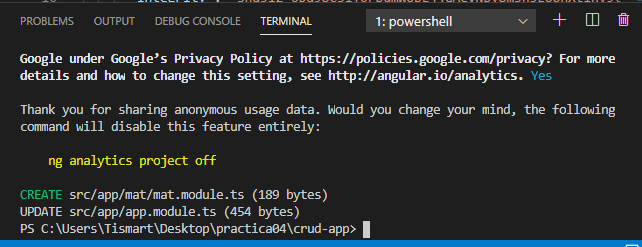 PROBLEMS OUTPUT DEBUG CONSOLE TERMINAL 1: powershell
Google under Google’s Privacy Policy at https://policies.google.com/privacy? For more
details and how to change this setting, see http://angular.io/analytics. Yes
Thank you for sharing anonymous usage data. Would you change your mind, the following
command will disable this feature entirely:
ng analytics project off
CREATE src/app/mat/mat.module.ts (189 bytes)
UPDATE src/app/app.module.ts (454 bytes)
PS C:\Users\Tismart\Desktop\practica04\crud-app>